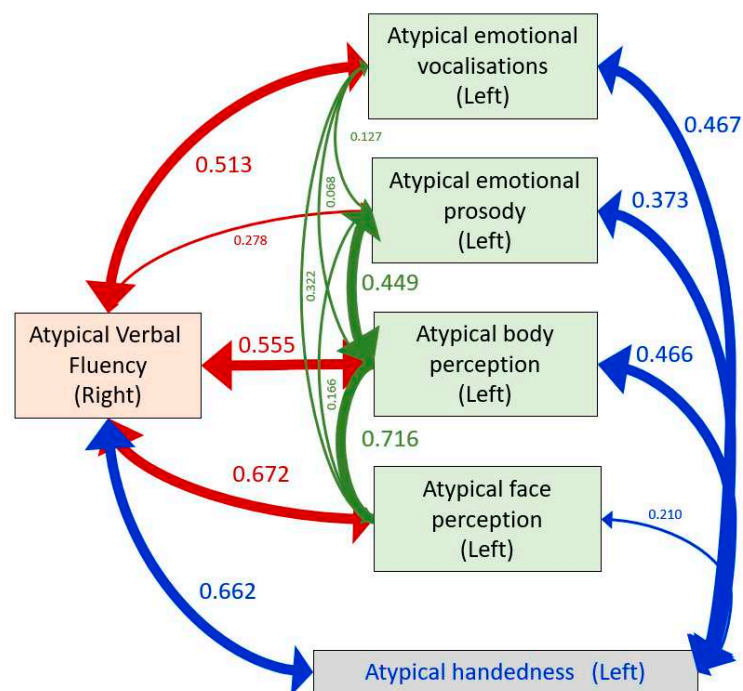 Atypical emotional
vocalisations
(Left)
0.467
0.127
0.513
Atypical emotional
prosody
(Left)
0.373
0.068
0.278
0.322
0.449
Atypical Verbal
Fluency
(Right)
0.555
Atypical body
perception
(Left)
0.466
0.166
0.716
0.672
Atypical face
perception
(Left)
0.210
0.662
Atypical handedness (Left)